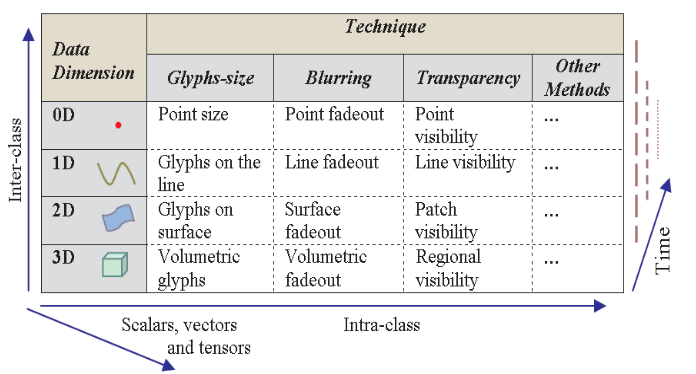 Technique
Data
Dimension
Glyphs-size Blurring Transparency Other
Methods
0D Point size Point fadeout Point
visibility ...
1D Glyphs on the
line Line fadeout Line visibility ...
2D Glyphs on
surface Surface
fadeout Patch
visibility ...
3D Volumetric
glyphs Volumetric
fadeout Regional
visibility ...
Inter-class
Time
Scalars, vectors
and tensors
Intra-class